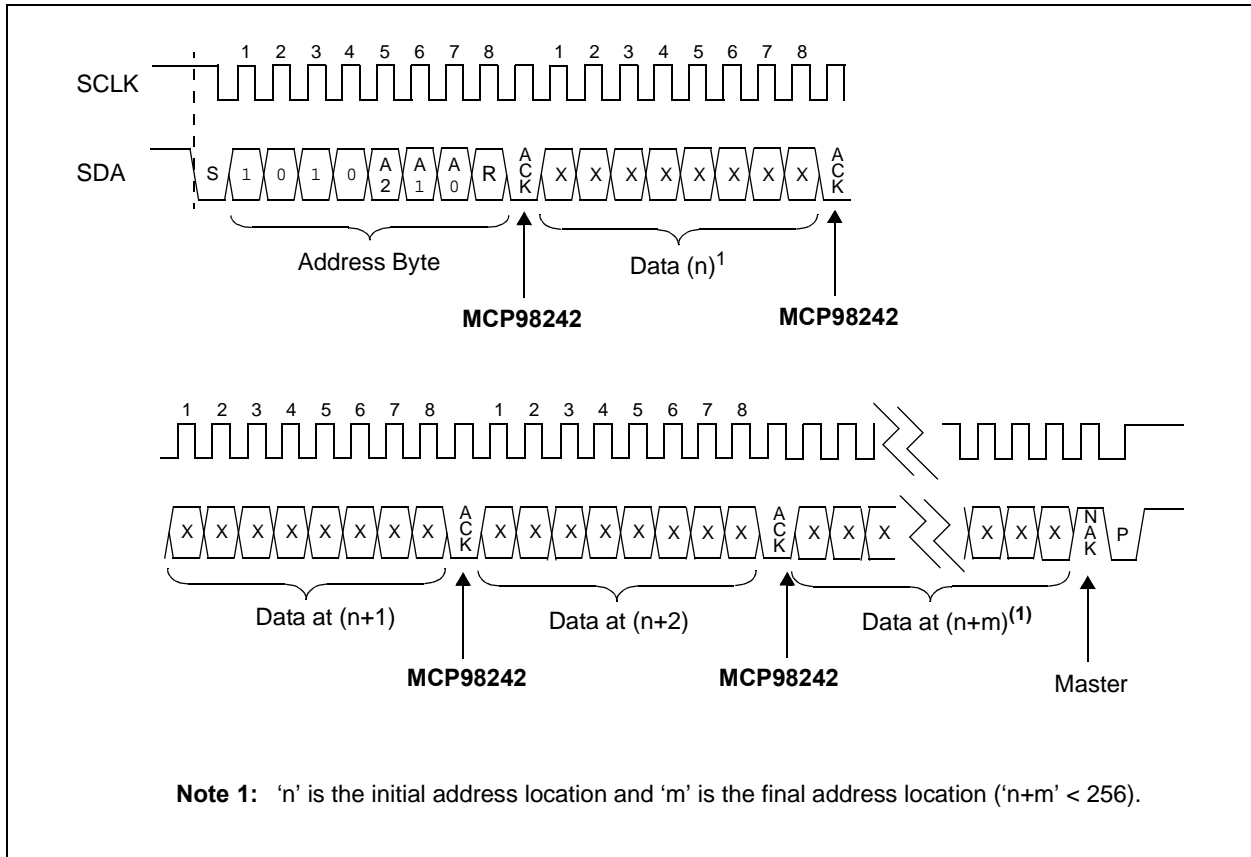 1 2 3 4 5 6 7 8 1 2 3 4 5 6 7 8
SCLK
SDA S 1 0 1 0 A2 A1 A0 R ACK X X X X X X X X ACK
Address Byte Data (n)1
MCP98242 MCP98242
1 2 3 4 5 6 7 8 1 2 3 4 5 6 7 8
X X X X X X X X ACK X X X X X X X X ACK X X X X X X NAK P
Data at (n+1) Data at (n+2) Data at (n+m)(1)
MCP98242 MCP98242 Master
Note 1: ‘n’ is the initial address location and ‘m’ is the final address location (‘n+m’ < 256).